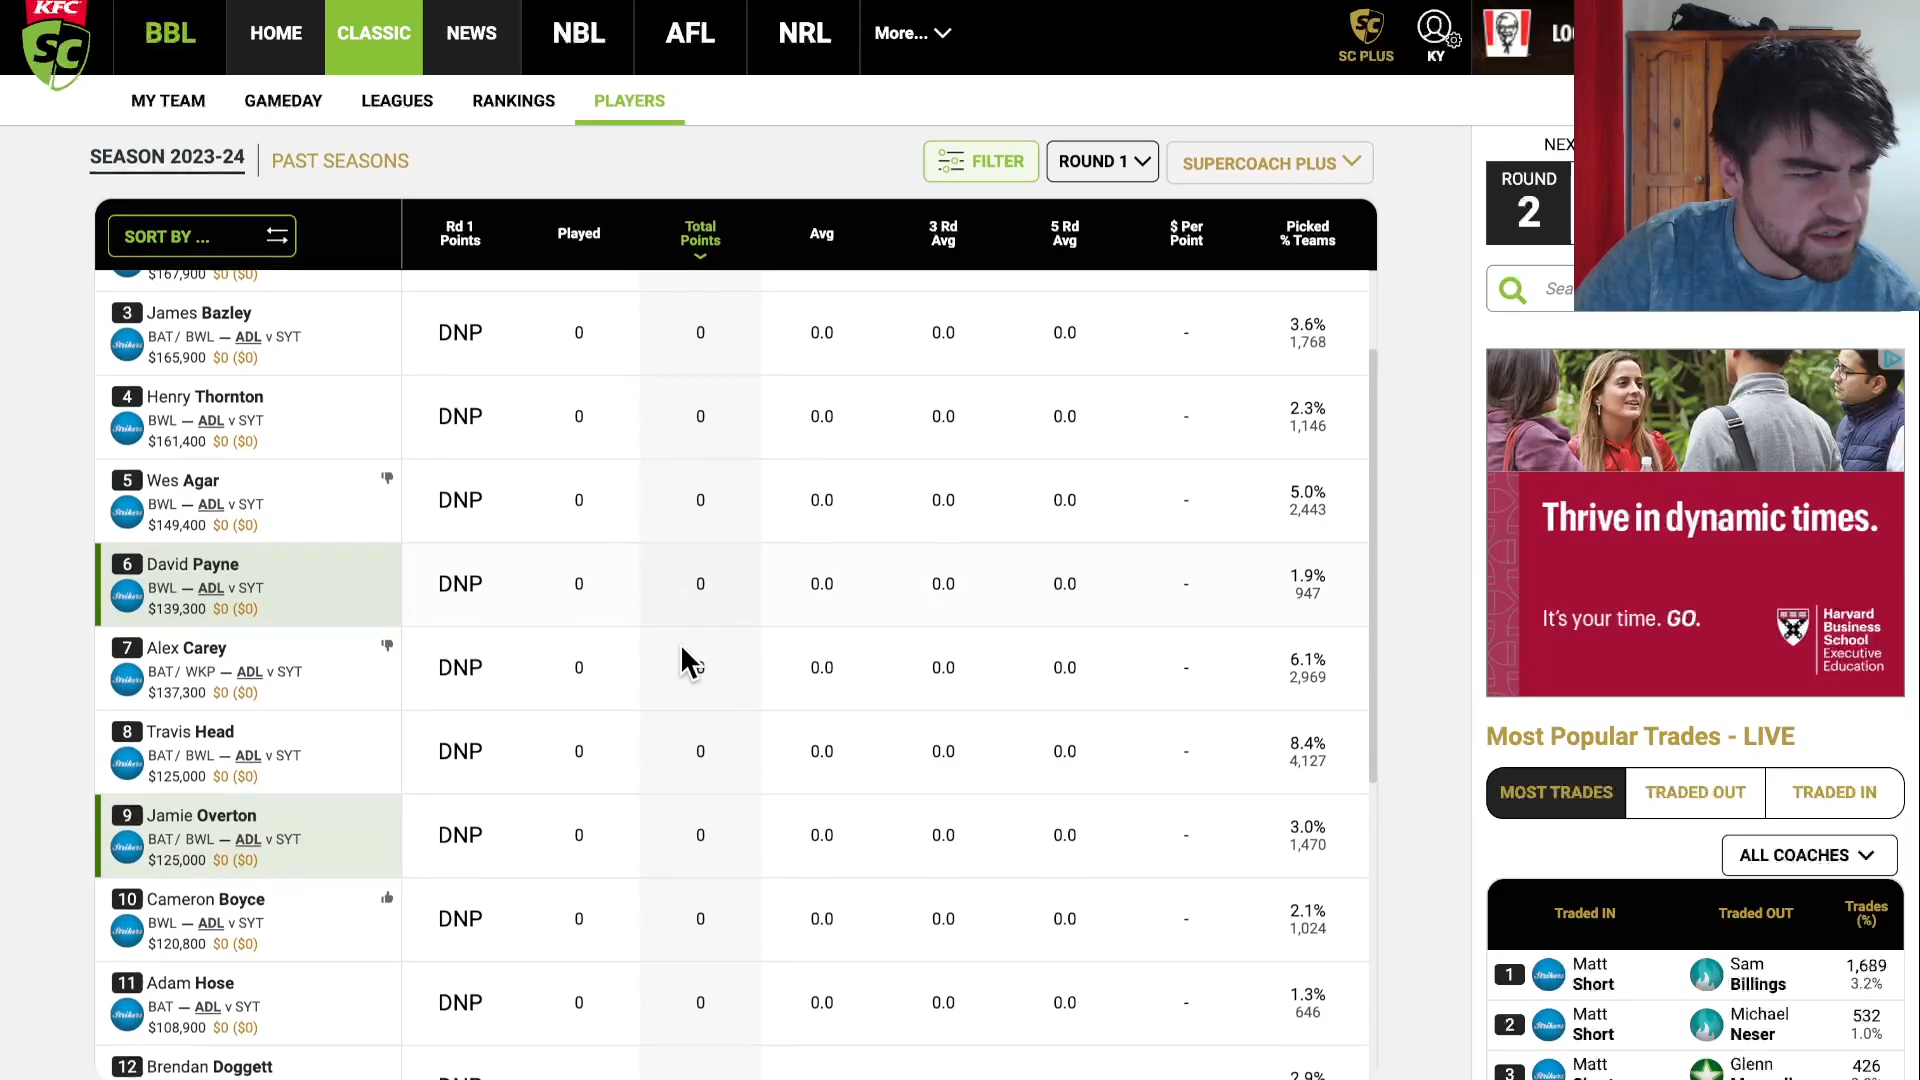 KFC
SC
BBL
HOME
CLASSIC
NEWS
NBL
AFL
NRL
More...
SC
SC PLUS
KY
LO
MY TEAM
GAMEDAY
LEAGUES
RANKINGS
PLAYERS
SEASON 2023-24
PAST SEASONS
FILTER
ROUND 1
SUPERCOACH PLUS
NEX
ROUND
2
Sea
SORT BY ...
Rd 1 Points
Played
Total Points
Avg
3 Rd Avg
5 Rd Avg
$ Per Point
Picked % Teams
$167,900 $0 ($0)
3 James Bazley
BAT/ BWL — ADL v SYT
$165,900 $0 ($0)
DNP 0 0 0.0 0.0 0.0 - 3.6% 1,768
4 Henry Thornton
BWL — ADL v SYT
$161,400 $0 ($0)
DNP 0 0 0.0 0.0 0.0 - 2.3% 1,146
5 Wes Agar
BWL — ADL v SYT
$149,400 $0 ($0)
DNP 0 0 0.0 0.0 0.0 - 5.0% 2,443
6 David Payne
BWL — ADL v SYT
$139,300 $0 ($0)
DNP 0 0 0.0 0.0 0.0 - 1.9% 947
7 Alex Carey
BAT/ WKP — ADL v SYT
$137,300 $0 ($0)
DNP 0 0 0.0 0.0 0.0 - 6.1% 2,969
8 Travis Head
BAT/ BWL — ADL v SYT
$125,000 $0 ($0)
DNP 0 0 0.0 0.0 0.0 - 8.4% 4,127
9 Jamie Overton
BAT/ BWL — ADL v SYT
$125,000 $0 ($0)
DNP 0 0 0.0 0.0 0.0 - 3.0% 1,470
10 Cameron Boyce
BWL — ADL v SYT
$120,800 $0 ($0)
DNP 0 0 0.0 0.0 0.0 - 2.1% 1,024
11 Adam Hose
BAT — ADL v SYT
$108,900 $0 ($0)
DNP 0 0 0.0 0.0 0.0 - 1.3% 646
12 Brendan Doggett
2.9%
Thrive in dynamic times.
It's your time. GO.
Harvard
Business
School
Executive
Education
Most Popular Trades - LIVE
MOST TRADES
TRADED OUT
TRADED IN
ALL COACHES
Traded IN
Traded OUT
Trades (%)
1 Matt Short Sam Billings 1,689 3.2%
2 Matt Short Michael Neser 532 1.0%
3 Matt Glenn 426